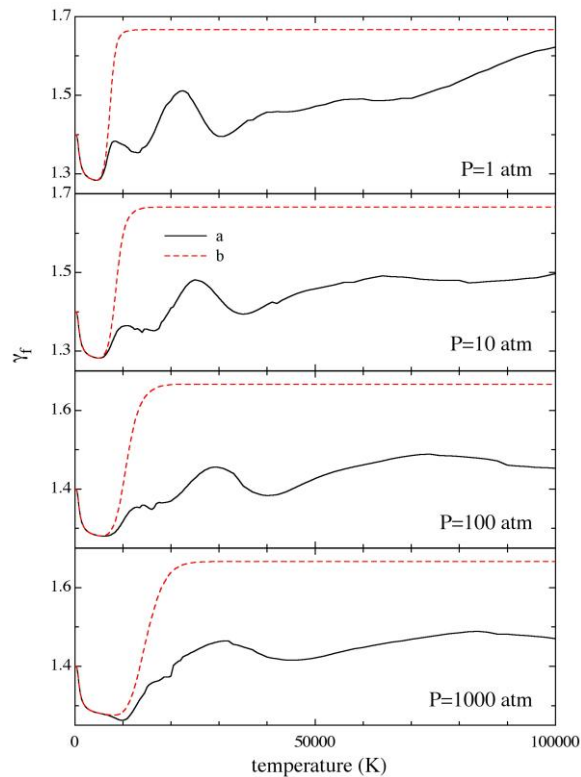 1.7
1.5
1.3
P=1 atm
1.7
a
b
1.5
1.3
P=10 atm
γf
1.6
1.4
P=100 atm
1.6
1.4
P=1000 atm
0
50000
100000
temperature (K)